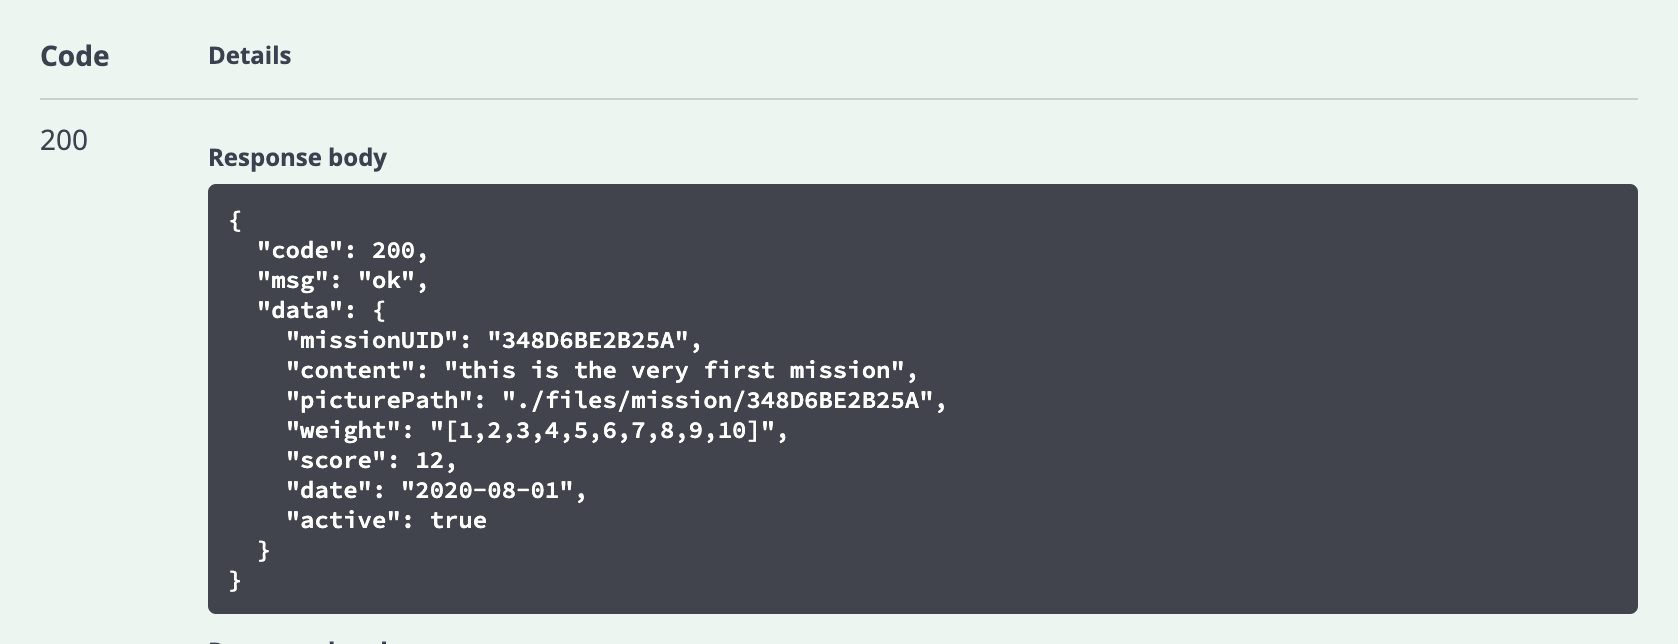 Code Details
200
Response body
{
  "code": 200,
  "msg": "ok",
  "data": {
    "missionUID": "348D6BE2B25A",
    "content": "this is the very first mission",
    "picturePath": "./files/mission/348D6BE2B25A",
    "weight": "[1,2,3,4,5,6,7,8,9,10]",
    "score": 12,
    "date": "2020-08-01",
    "active": true
  }
}